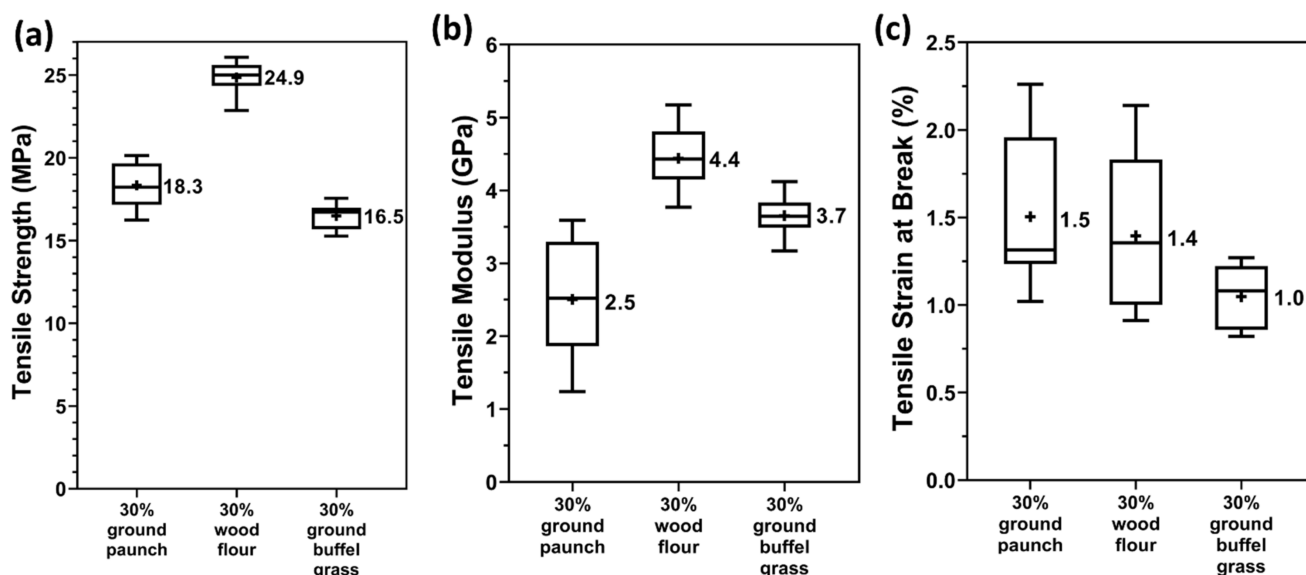 (a)
Tensile Strength (MPa)
25
20
15
10
5
0
18.3
24.9
16.5
30%
ground
paunch
30%
wood
flour
30%
ground
buffel
grass
(b)
Tensile Modulus (GPa)
6
5
4
3
2
1
0
2.5
4.4
3.7
30%
ground
paunch
30%
wood
flour
30%
ground
buffel
grass
(c)
Tensile Strain at Break (%)
2.5
2.0
1.5
1.0
0.5
0.0
1.5
1.4
1.0
30%
ground
paunch
30%
wood
flour
30%
ground
buffel
grass